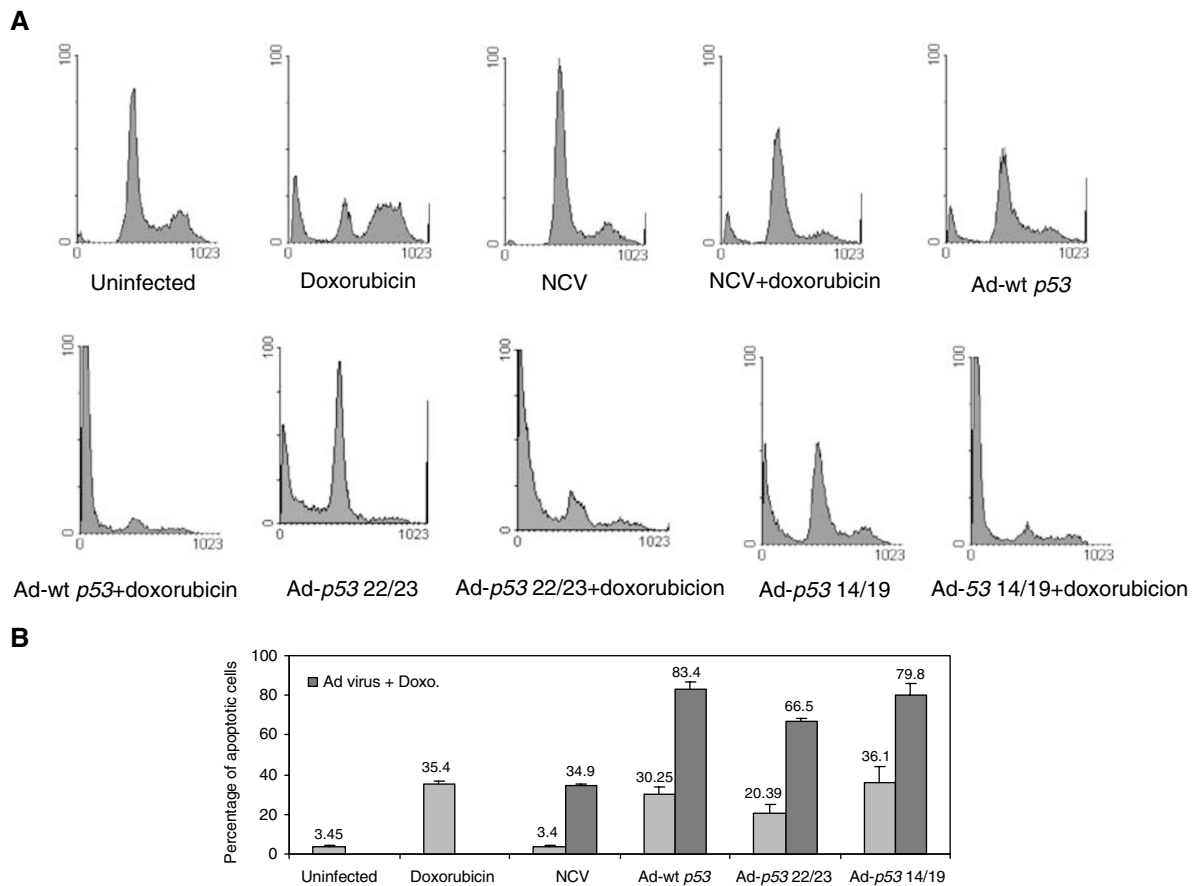 A
100
0
0
1023
Uninfected
100
0
0
1023
Doxorubicin
100
0
0
1023
NCV
100
0
0
1023
NCV+doxorubicin
100
0
0
1023
Ad-wt p53
100
0
0
1023
Ad-wt p53+doxorubicin
100
0
0
1023
Ad-p53 22/23
100
0
0
1023
Ad-p53 22/23+doxorubicion
100
0
0
1023
Ad-p53 14/19
100
0
0
1023
Ad-53 14/19+doxorubicion
B
Percentage of apoptotic cells
100
80
60
40
20
0
Ad virus + Doxo.
3.45
35.4
3.4
34.9
30.25
83.4
20.39
66.5
36.1
79.8
Uninfected
Doxorubicin
NCV
Ad-wt p53
Ad-p53 22/23
Ad-p53 14/19